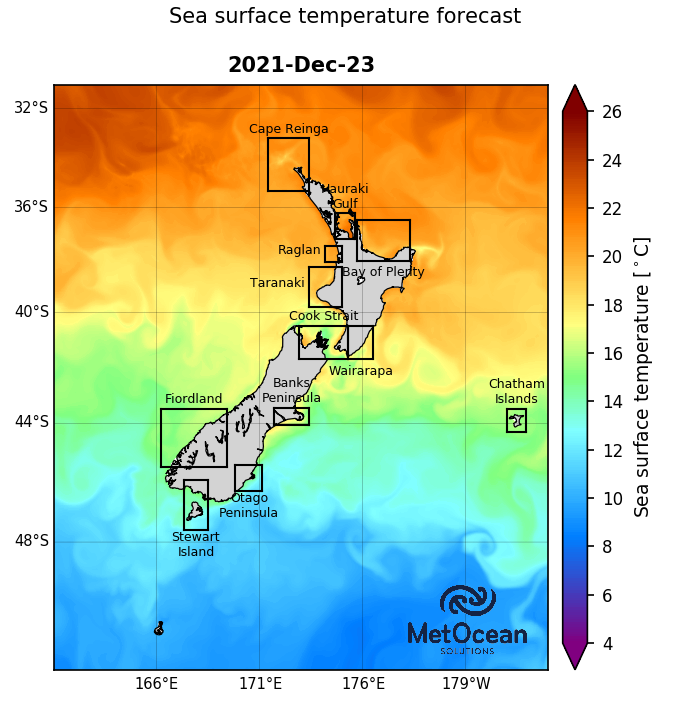 Sea surface temperature forecast
2021-Dec-23
32°S
36°S
40°S
44°S
48°S
166°E
171°E
176°E
179°W
Cape Reinga
Hauraki
Gulf
Raglan
Bay of Plenty
Taranaki
Cook Strait
Wairarapa
Banks
Peninsula
Fiordland
Chatham
Islands
Otago
Peninsula
Stewart
Island
MetOcean
SOLUTIONS
26
24
22
20
18
16
14
12
10
8
6
4
Sea surface temperature [°C]